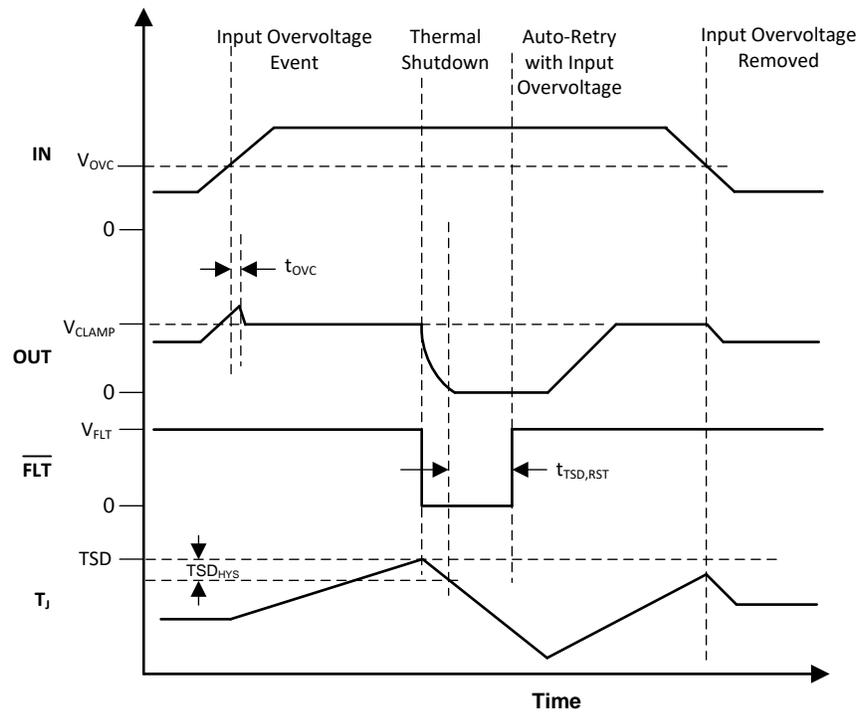 Input Overvoltage
Event
Thermal
Shutdown
Auto-Retry
with Input
Overvoltage
Input Overvoltage
Removed
IN
VOVC
0
tOVC
VCLAMP
OUT
0
VFLT
FLT
tTSD,RST
0
TSD
TSDHYS
TJ
Time